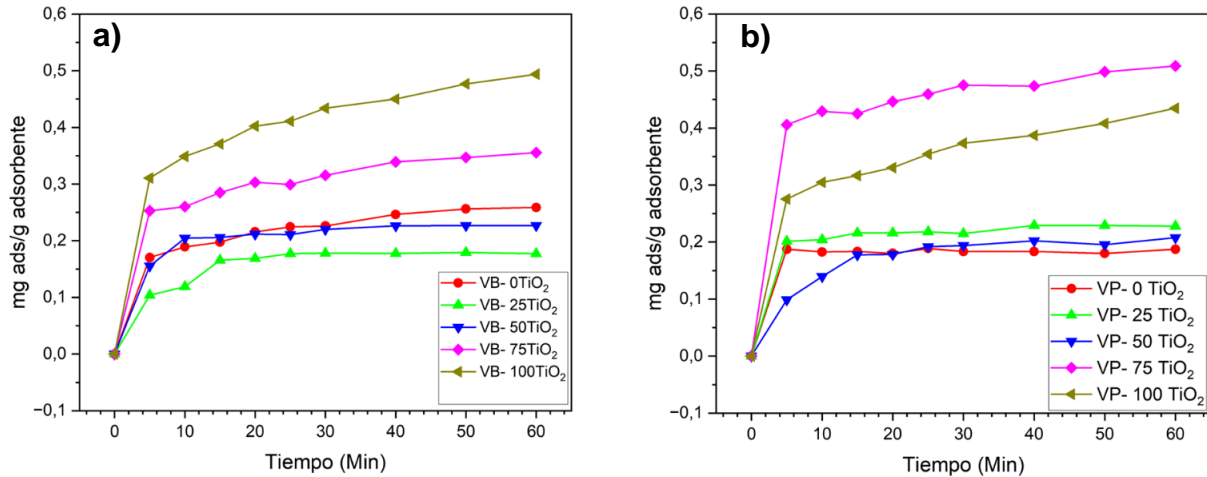 a)
0,6
0,5
0,4
0,3
0,2
0,1
0,0
−0,1
mg ads/g adsorbente
0 10 20 30 40 50 60
Tiempo (Min)
VB- 0TiO₂
VB- 25TiO₂
VB- 50TiO₂
VB- 75TiO₂
VB- 100TiO₂
b)
0,6
0,5
0,4
0,3
0,2
0,1
0,0
−0,1
mg ads/g adsorbente
0 10 20 30 40 50 60
Tiempo (Min)
VP- 0 TiO₂
VP- 25 TiO₂
VP- 50 TiO₂
VP- 75 TiO₂
VP- 100 TiO₂